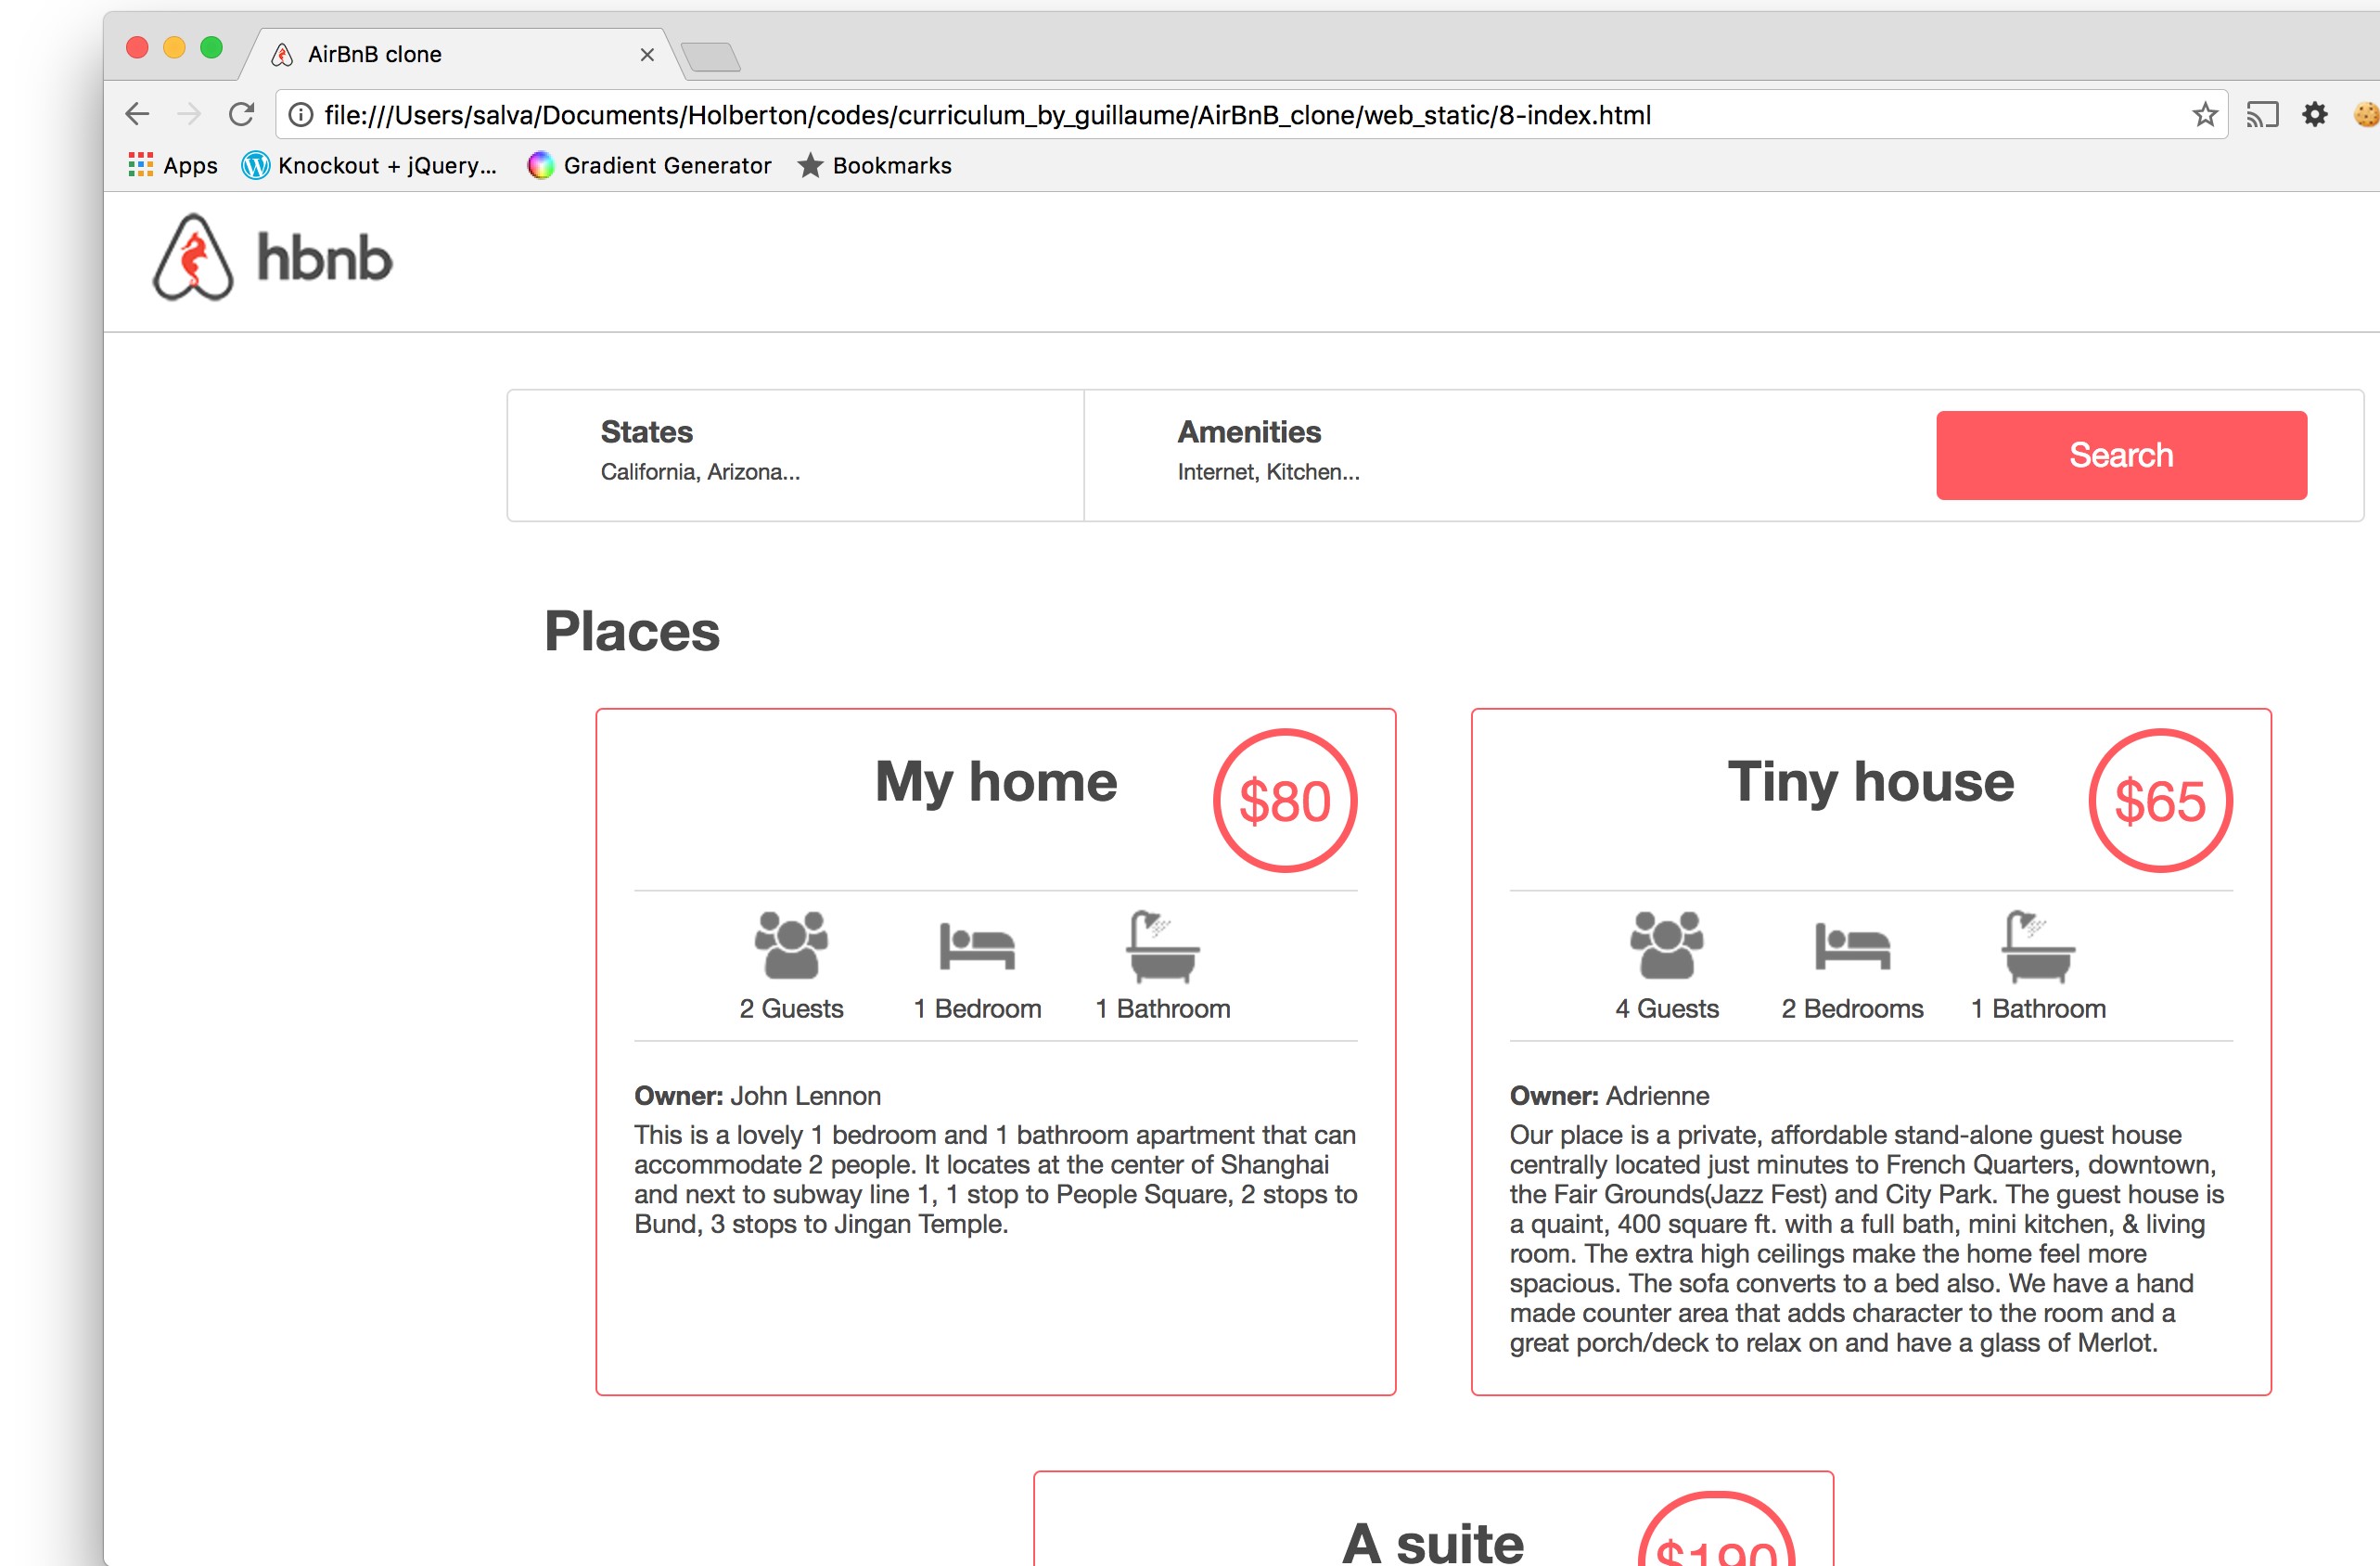 AirBnB clone
file:///Users/salva/Documents/Holberton/codes/curriculum_by_guillaume/AirBnB_clone/web_static/8-index.html
Apps Knockout + jQuery... Gradient Generator Bookmarks
hbnb
States
California, Arizona...
Amenities
Internet, Kitchen...
Search
Places
My home
$80
2 Guests
1 Bedroom
1 Bathroom
Owner: John Lennon
This is a lovely 1 bedroom and 1 bathroom apartment that can
accommodate 2 people. It locates at the center of Shanghai
and next to subway line 1, 1 stop to People Square, 2 stops to
Bund, 3 stops to Jingan Temple.
Tiny house
$65
4 Guests
2 Bedrooms
1 Bathroom
Owner: Adrienne
Our place is a private, affordable stand-alone guest house
centrally located just minutes to French Quarters, downtown,
the Fair Grounds(Jazz Fest) and City Park. The guest house is
a quaint, 400 square ft. with a full bath, mini kitchen, & living
room. The extra high ceilings make the home feel more
spacious. The sofa converts to a bed also. We have a hand
made counter area that adds character to the room and a
great porch/deck to relax on and have a glass of Merlot.
A suite
$190